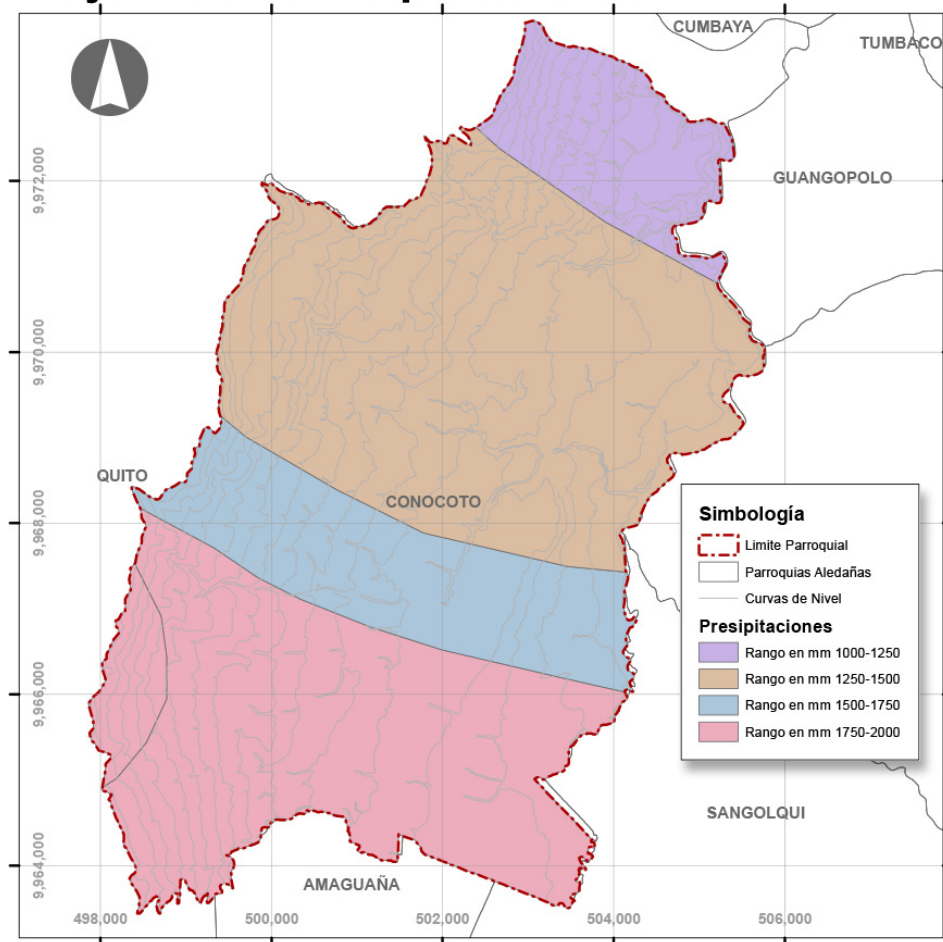 CUMBAYA
TUMBACO
GUANGOPOLO
QUITO
CONOCOTO
SANGOLQUI
AMAGUAÑA
9,972,000
9,970,000
9,968,000
9,966,000
9,964,000
498,000
500,000
502,000
504,000
506,000
Simbología
Limite Parroquial
Parroquias Aledañas
Curvas de Nivel
Presipitaciones
Rango en mm 1000-1250
Rango en mm 1250-1500
Rango en mm 1500-1750
Rango en mm 1750-2000